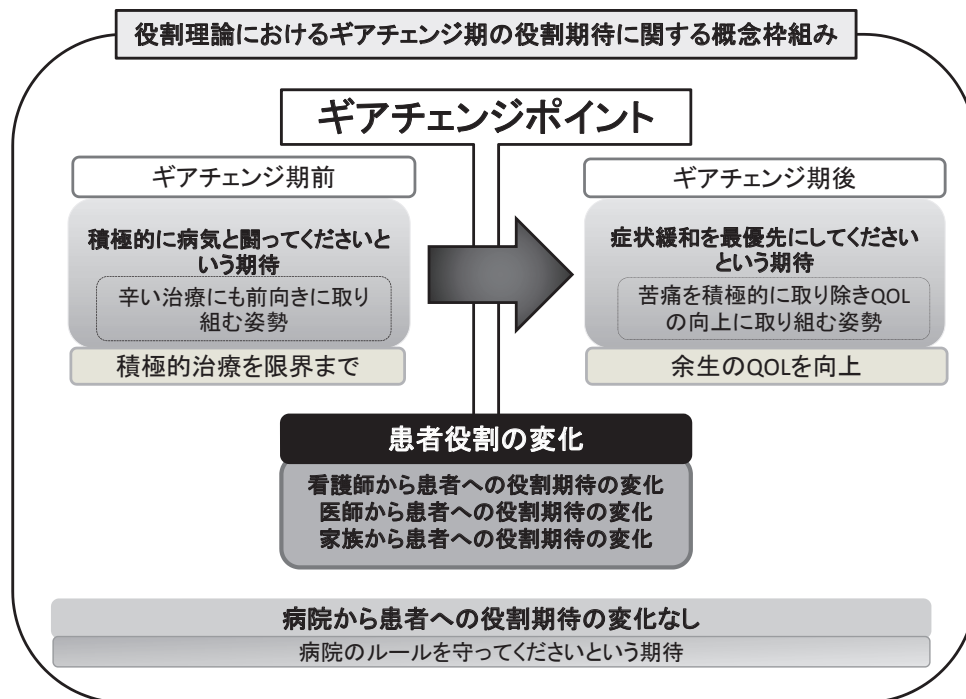 役割理論におけるギアチェンジ期の役割期待に関する概念枠組み
ギアチェンジポイント
ギアチェンジ期前
積極的に病気と闘ってくださいと
いう期待
辛い治療にも前向きに取り
組む姿勢
積極的治療を限界まで
ギアチェンジ期後
症状緩和を最優先にしてください
という期待
苦痛を積極的に取り除きQOL
の向上に取り組む姿勢
余生のQOLを向上
患者役割の変化
看護師から患者への役割期待の変化
医師から患者への役割期待の変化
家族から患者への役割期待の変化
病院から患者への役割期待の変化なし
病院のルールを守ってくださいという期待